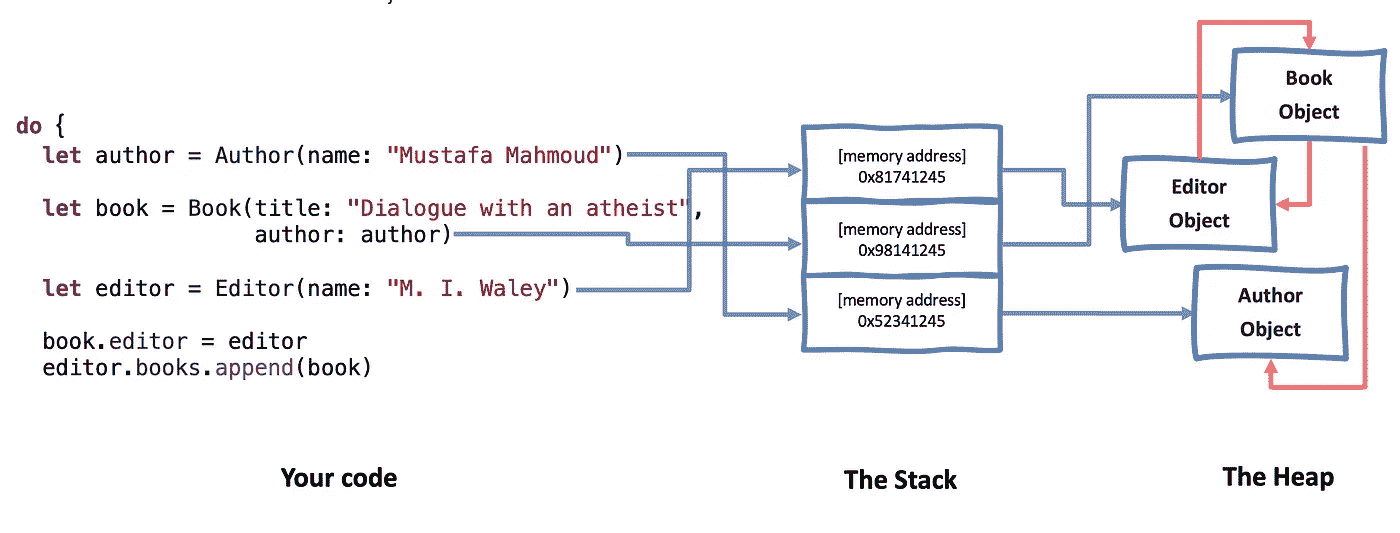 do {
let author = Author(name: "Mustafa Mahmoud")
let book = Book(title: "Dialogue with an atheist",
author: author)
let editor = Editor(name: "M. I. Waley")
book.editor = editor
editor.books.append(book)
[memory address]
0x81741245
[memory address]
0x98141245
[memory address]
0x52341245
Book
Object
Editor
Object
Author
Object
Your code
The Stack
The Heap